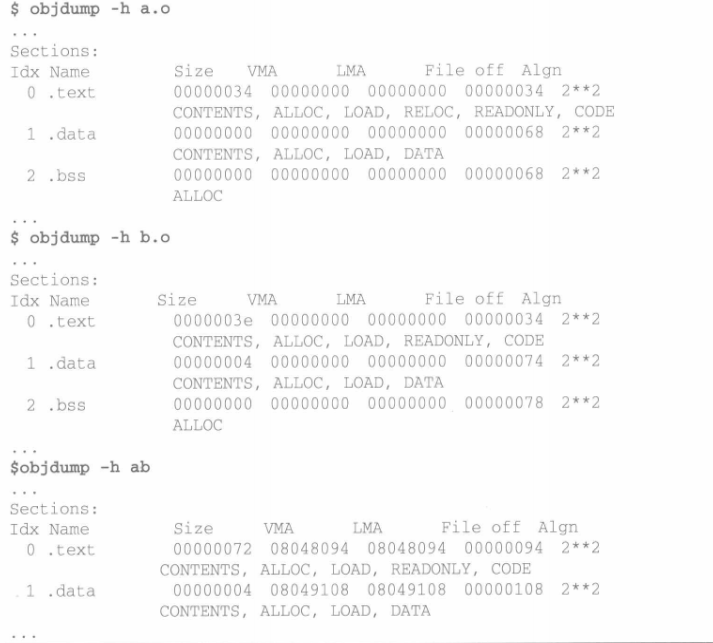 $ objdump -h a.o
...
Sections:
Idx Name Size VMA LMA File off Algn
0 .text 00000034 00000000 00000000 00000034 2**2
CONTENTS, ALLOC, LOAD, RELOC, READONLY, CODE
1 .data 00000000 00000000 00000000 00000068 2**2
CONTENTS, ALLOC, LOAD, DATA
2 .bss 00000000 00000000 00000000 00000068 2**2
ALLOC
...
$ objdump -h b.o
...
Sections:
Idx Name Size VMA LMA File off Algn
0 .text 0000003e 00000000 00000000 00000034 2**2
CONTENTS, ALLOC, LOAD, READONLY, CODE
1 .data 00000004 00000000 00000000 00000074 2**2
CONTENTS, ALLOC, LOAD, DATA
2 .bss 00000000 00000000 00000000 00000078 2**2
ALLOC
...
$objdump -h ab
...
Sections:
Idx Name Size VMA LMA File off Algn
0 .text 00000072 08048094 08048094 00000094 2**2
CONTENTS, ALLOC, LOAD, READONLY, CODE
1 .data 00000004 08049108 08049108 00000108 2**2
CONTENTS, ALLOC, LOAD, DATA
...